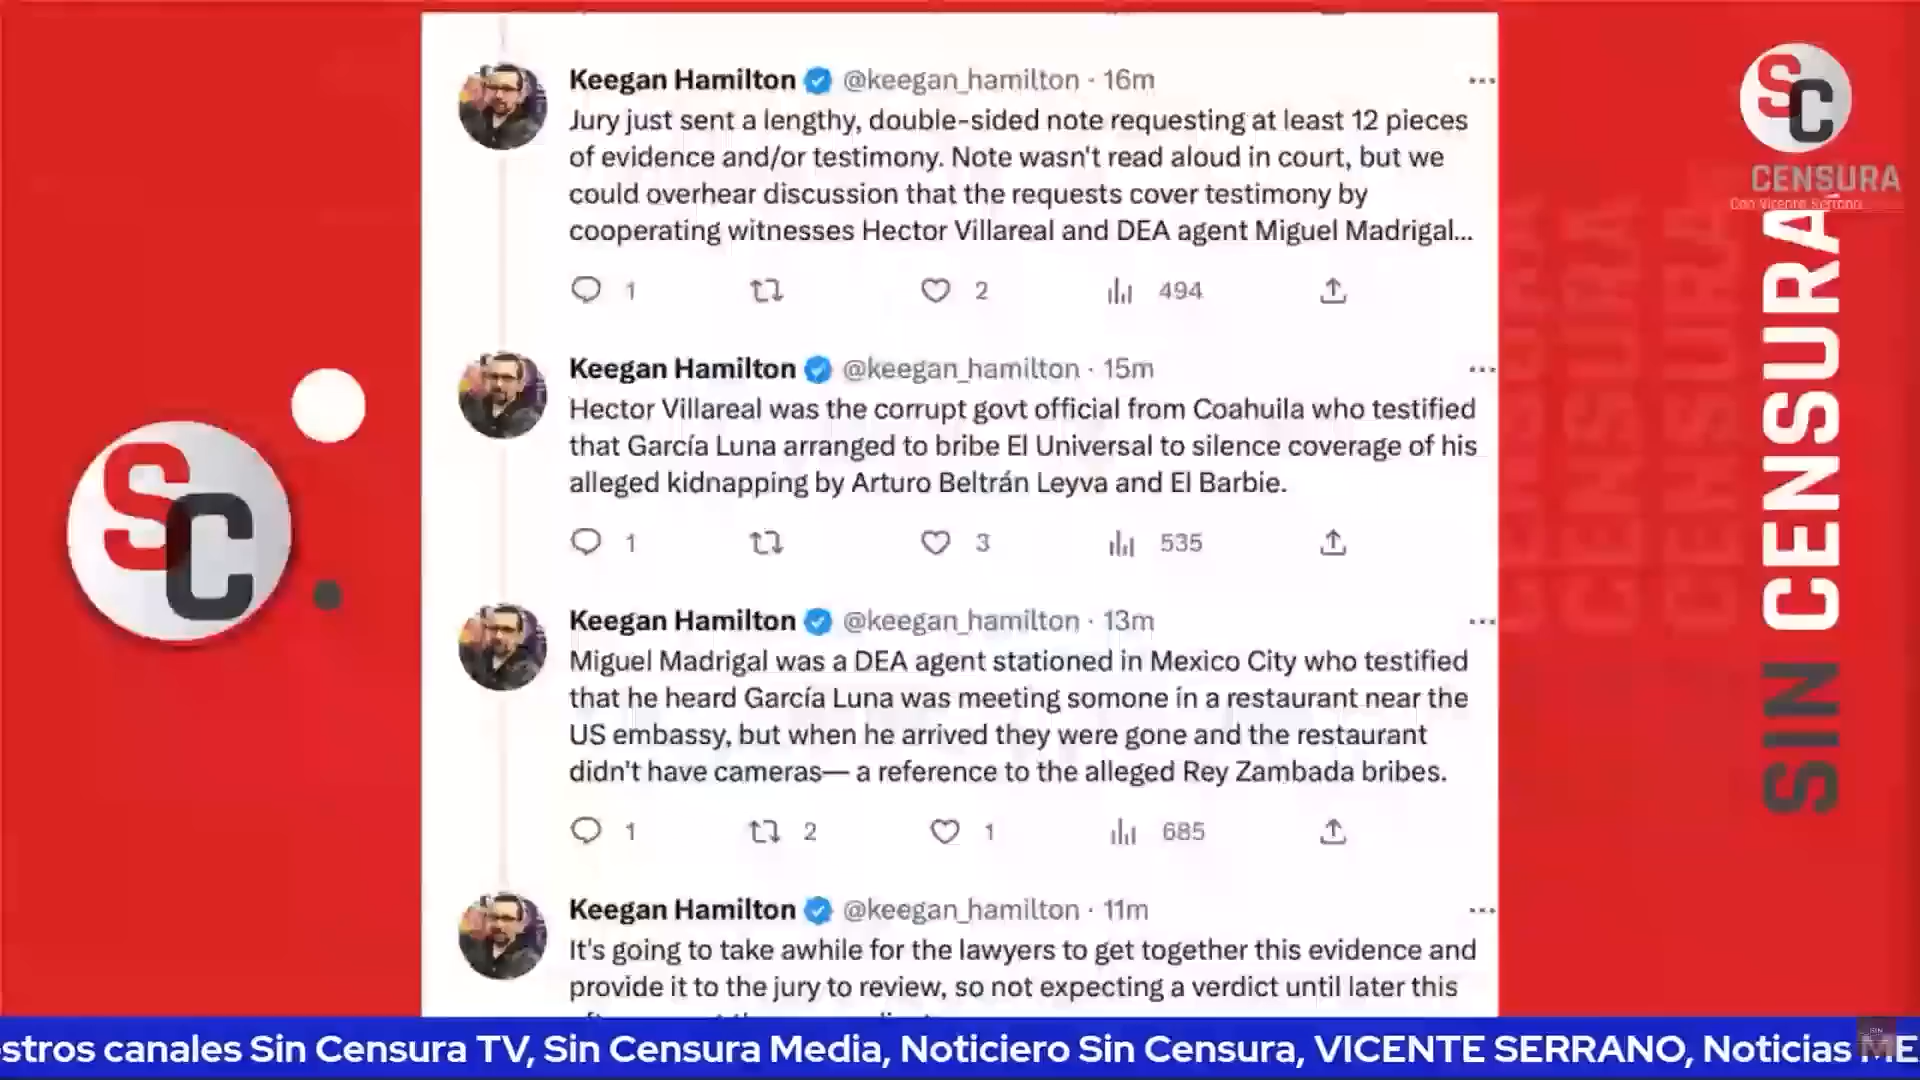 Keegan Hamilton @keegan_hamilton · 16m
Jury just sent a lengthy, double-sided note requesting at least 12 pieces
of evidence and/or testimony. Note wasn't read aloud in court, but we
could overhear discussion that the requests cover testimony by
cooperating witnesses Hector Villareal and DEA agent Miguel Madrigal...
1 2 494
Keegan Hamilton @keegan_hamilton · 15m
Hector Villareal was the corrupt govt official from Coahuila who testified
that García Luna arranged to bribe El Universal to silence coverage of his
alleged kidnapping by Arturo Beltrán Leyva and El Barbie.
1 3 535
Keegan Hamilton @keegan_hamilton · 13m
Miguel Madrigal was a DEA agent stationed in Mexico City who testified
that he heard García Luna was meeting somone in a restaurant near the
US embassy, but when he arrived they were gone and the restaurant
didn't have cameras— a reference to the alleged Rey Zambada bribes.
1 2 1 685
Keegan Hamilton @keegan_hamilton · 11m
It's going to take awhile for the lawyers to get together this evidence and
provide it to the jury to review, so not expecting a verdict until later this
SC
SC
CENSURA
Con Vicente Serrano
SIN CENSURA
CENSURA
CENSURA
CENSURA
stros canales Sin Censura TV, Sin Censura Media, Noticiero Sin Censura, VICENTE SERRANO, Noticias ME